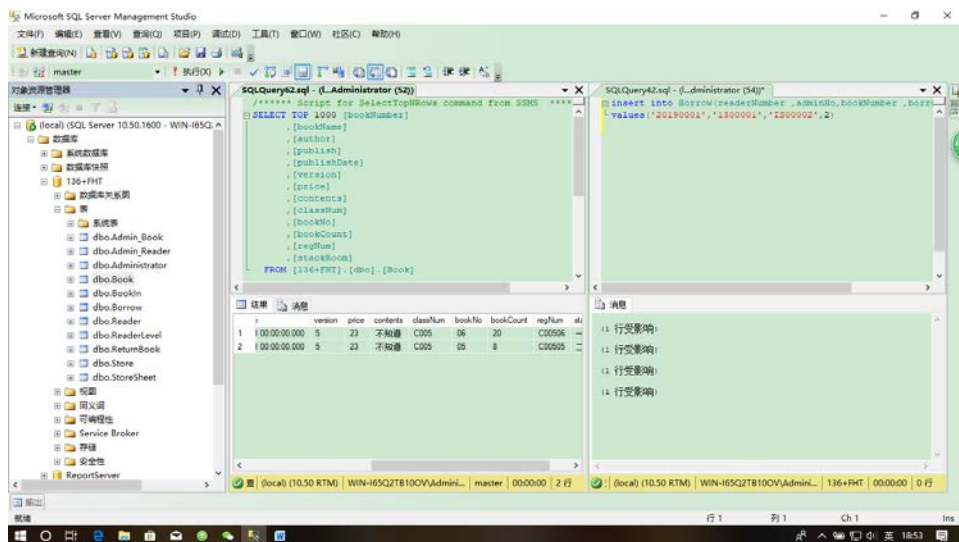 Microsoft SQL Server Management Studio
文件(F) 编辑(E) 查看(V) 查询(Q) 项目(P) 调试(D) 工具(T) 窗口(W) 社区(C) 帮助(H)
新建查询(N)
master 执行(X)
对象资源管理器
连接
(local) (SQL Server 10.50.1600 - WIN-I65Q
数据库
系统数据库
数据库快照
136+FHT
数据库关系图
表
系统表
dbo.Admin_Book
dbo.Admin_Reader
dbo.Administrator
dbo.Book
dbo.BookIn
dbo.Borrow
dbo.Reader
dbo.ReaderLevel
dbo.ReturnBook
dbo.Store
dbo.StoreSheet
视图
同义词
可编程性
Service Broker
存储
安全性
ReportServer
SQLQuery62.sql - (l...Administrator (52))
/****** Script for SelectTopNRows command from SSMS ****
SELECT TOP 1000 [bookNumber]
,[bookName]
,[author]
,[publish]
,[publishDate]
,[version]
,[price]
,[contents]
,[classNum]
,[bookNo]
,[bookCount]
,[regNum]
,[stackRoom]
FROM [136+FHT].[dbo].[Book]
结果 消息
version price contents classNum bookNo bookCount regNum
1 00:00:00.000 5 23 不知道 C005 06 20 C00506
2 00:00:00.000 5 23 不知道 C005 05 8 C00505
(local) (10.50 RTM) WIN-I65Q2TB10OV\Admini... master 00:00:00 2 行
SQLQuery42.sql - (l...dministrator (54))*
insert into Borrow(readerNumber ,adminNo,bookNumber ,borr
values('20190001','1300001','IS00002',2)
消息
(1 行受影响)
(1 行受影响)
(1 行受影响)
(1 行受影响)
(local) (10.50 RTM) WIN-I65Q2TB10OV\Admini... 136+FHT 00:00:00 0 行
输出
就绪 行 1 列 1 Ch 1 Ins
英 18:53